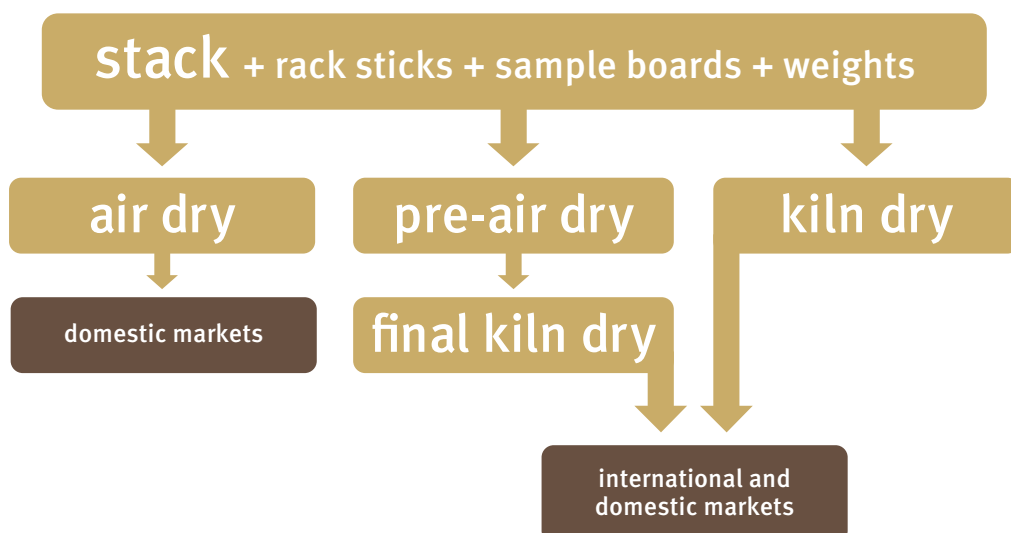 stack + rack sticks + sample boards + weights
air dry
pre-air dry
kiln dry
domestic markets
final kiln dry
international and
domestic markets